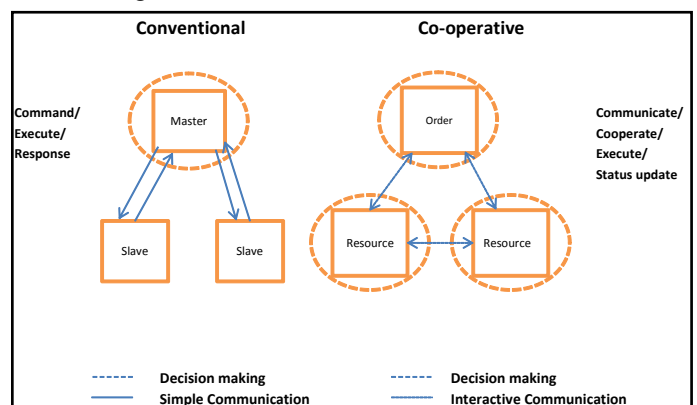 Conventional
Co-operative
Command/
Execute/
Response
Master
Order
Communicate/
Cooperate/
Execute/
Status update
Slave
Slave
Resource
Resource
Decision making
Simple Communication
Decision making
Interactive Communication